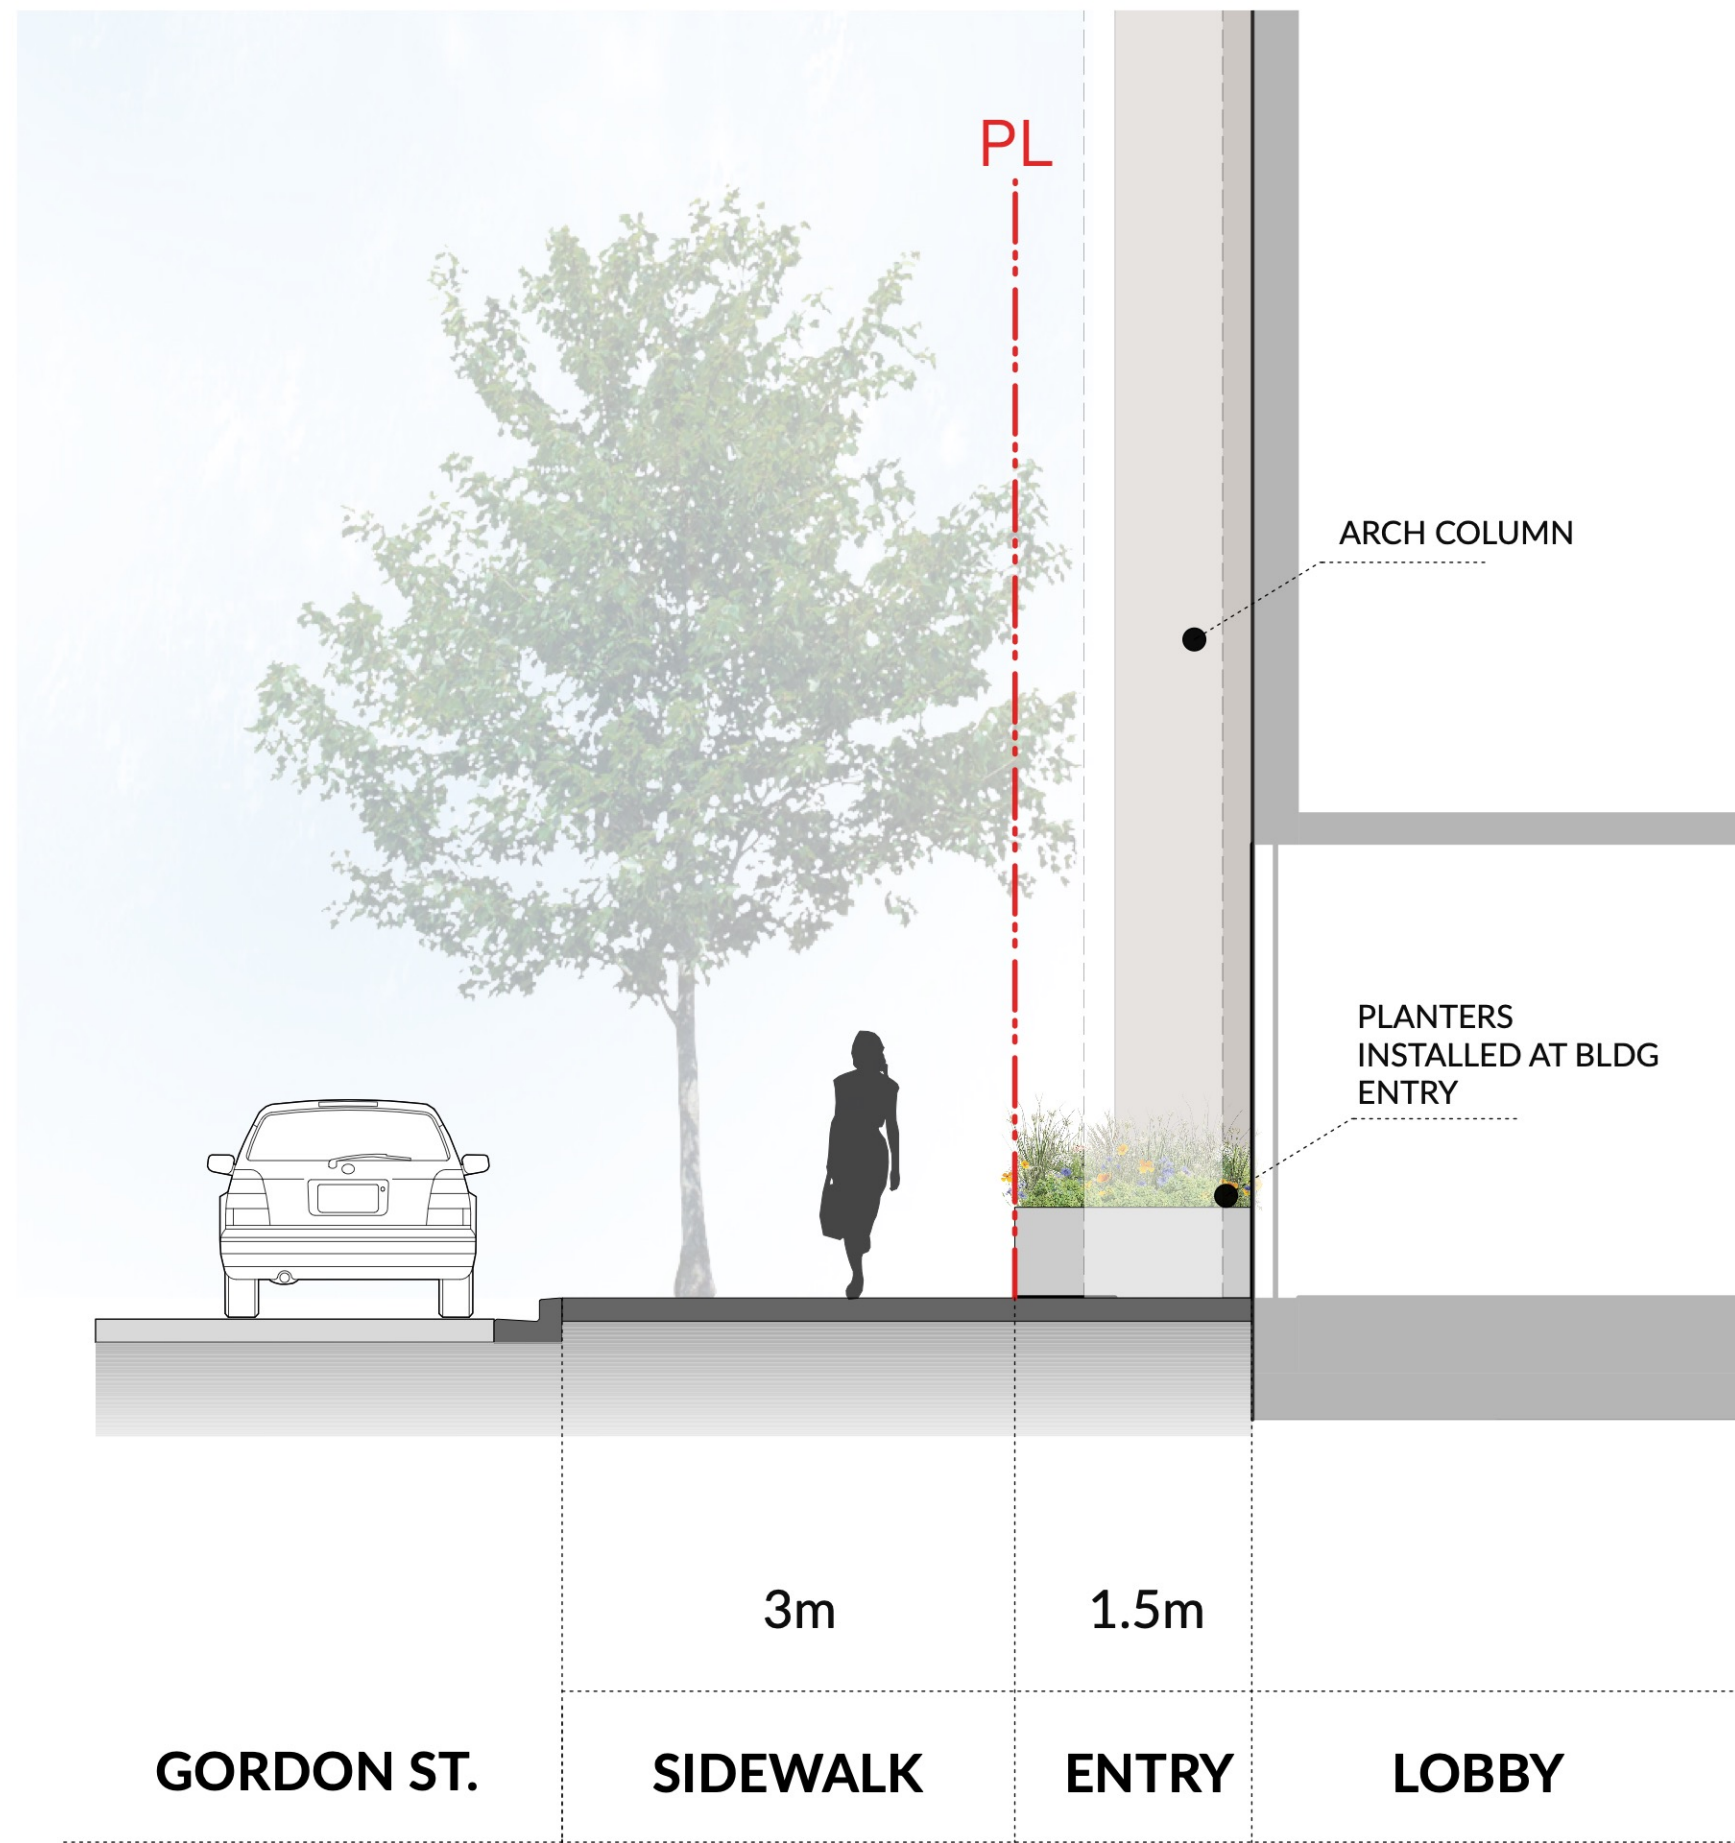 PL
ARCH COLUMN
PLANTERS
INSTALLED AT BLDG
ENTRY
3m
1.5m
GORDON ST.
SIDEWALK
ENTRY
LOBBY